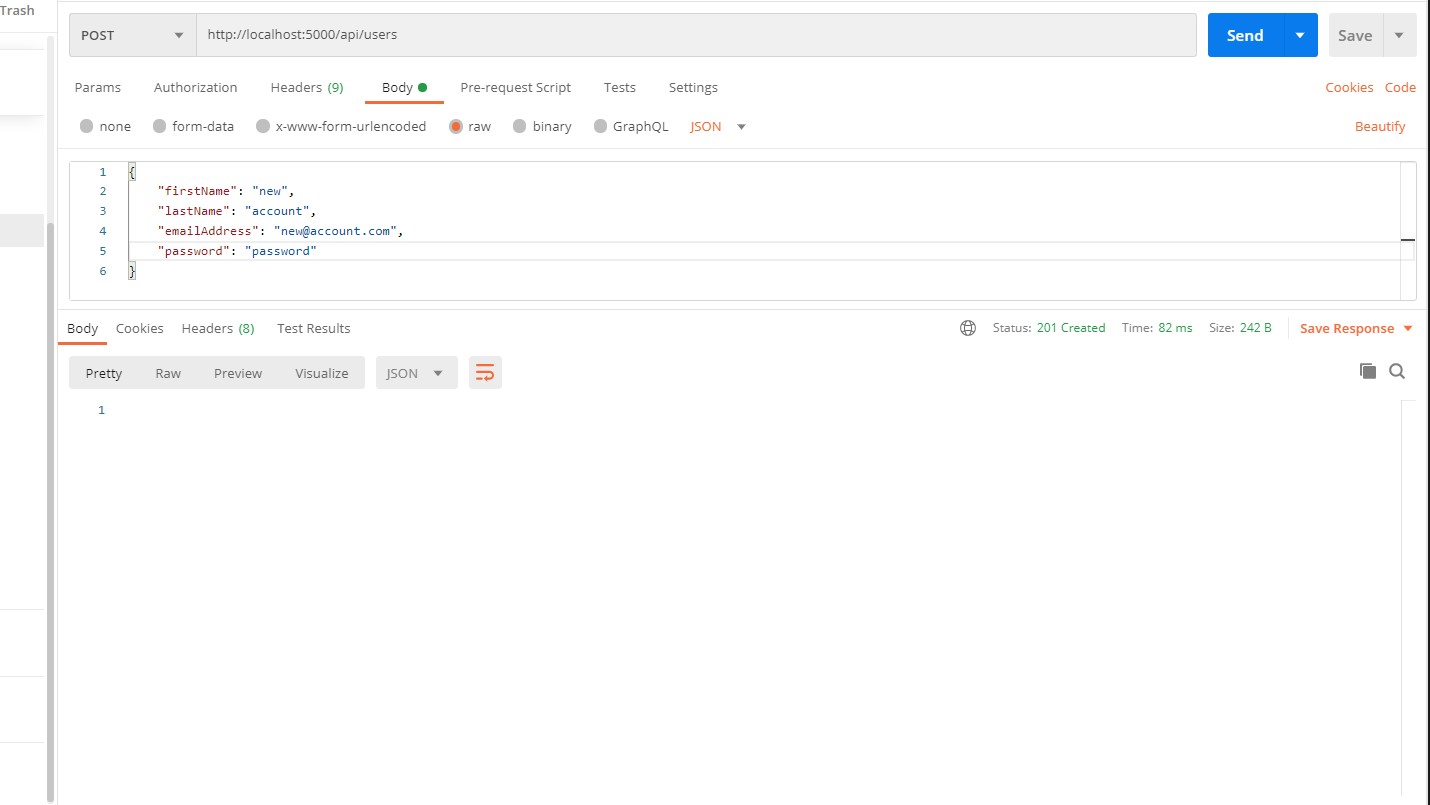 Trash
POST http://localhost:5000/api/users Send Save
Params Authorization Headers (9) Body Pre-request Script Tests Settings Cookies Code
none form-data x-www-form-urlencoded raw binary GraphQL JSON Beautify
1 {
2 "firstName": "new",
3 "lastName": "account",
4 "emailAddress": "new@account.com",
5 "password": "password"
6 }
Body Cookies Headers (8) Test Results Status: 201 Created Time: 82 ms Size: 242 B Save Response
Pretty Raw Preview Visualize JSON
1